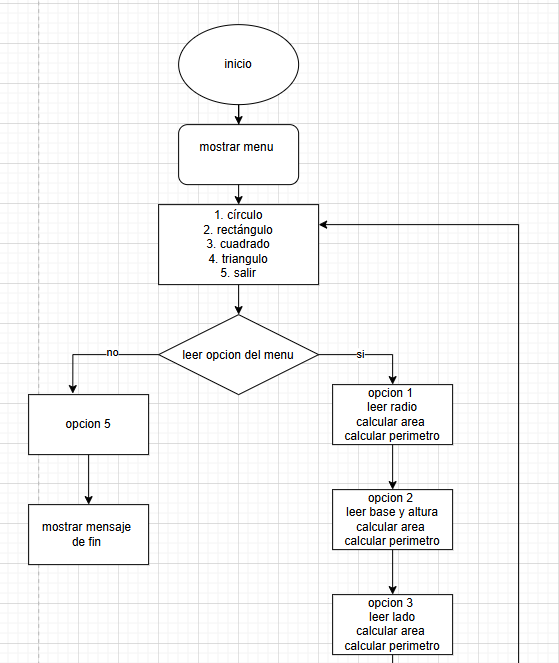 inicio
mostrar menu
1. círculo
2. rectángulo
3. cuadrado
4. triangulo
5. salir
leer opcion del menu
no
si
opcion 5
mostrar mensaje
de fin
opcion 1
leer radio
calcular area
calcular perimetro
opcion 2
leer base y altura
calcular area
calcular perimetro
opcion 3
leer lado
calcular area
calcular perimetro